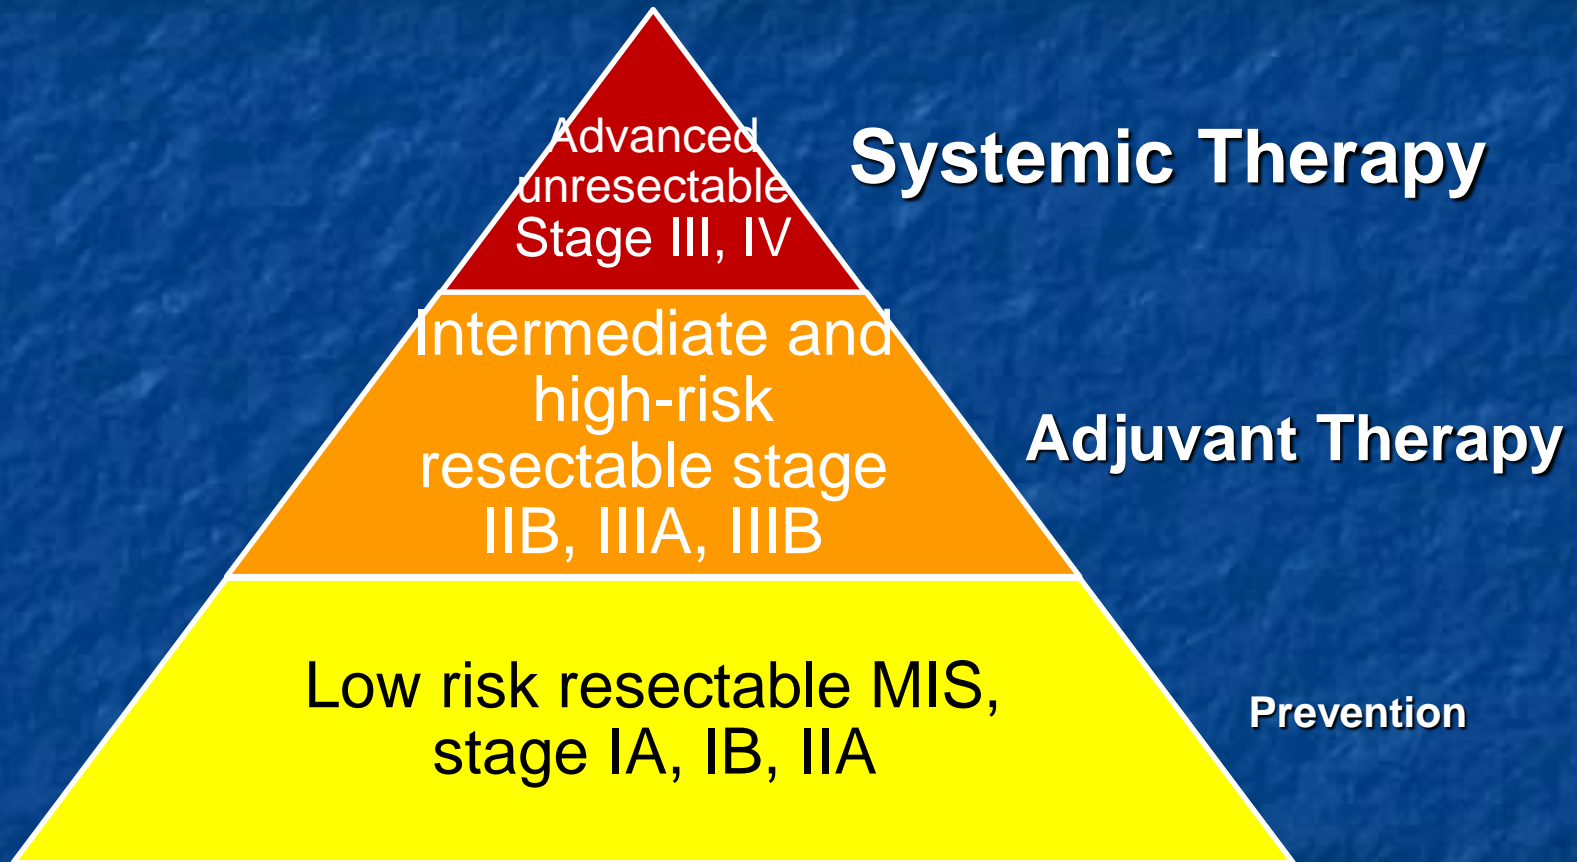 Advanced
unresectable
Stage III, IV
Systemic Therapy
Intermediate and
high-risk
resectable stage
IIB, IIIA, IIIB
Adjuvant Therapy
Low risk resectable MIS,
stage IA, IB, IIA
Prevention